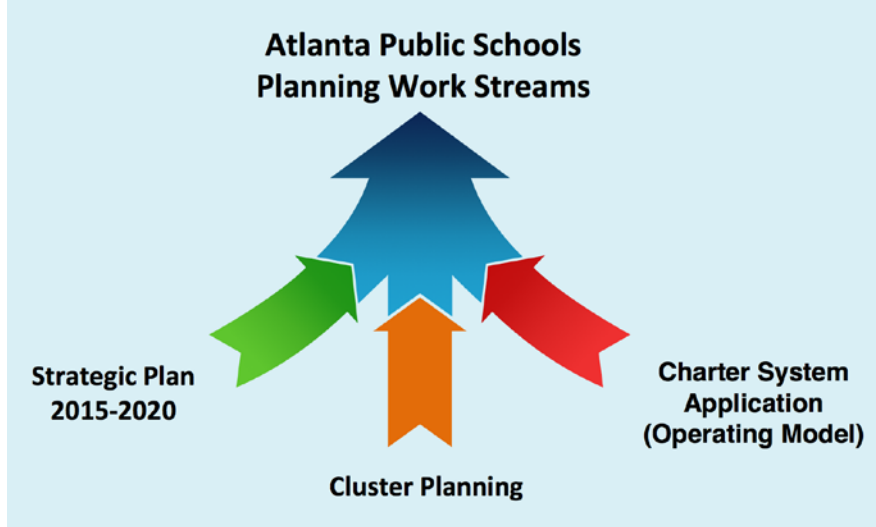 Atlanta Public Schools
Planning Work Streams
Strategic Plan
2015-2020
Cluster Planning
Charter System
Application
(Operating Model)